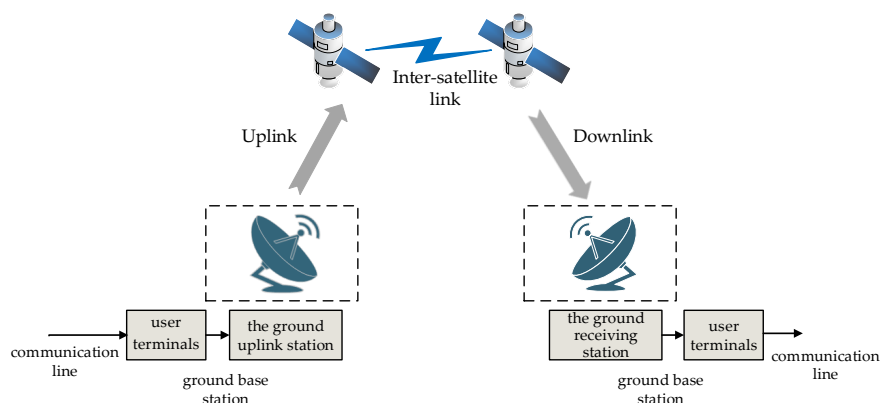 Inter-satellite
link
Uplink
Downlink
user
terminals
the ground
uplink station
communication
line
ground base
station
the ground
receiving
station
user
terminals
communication
line
ground base
station